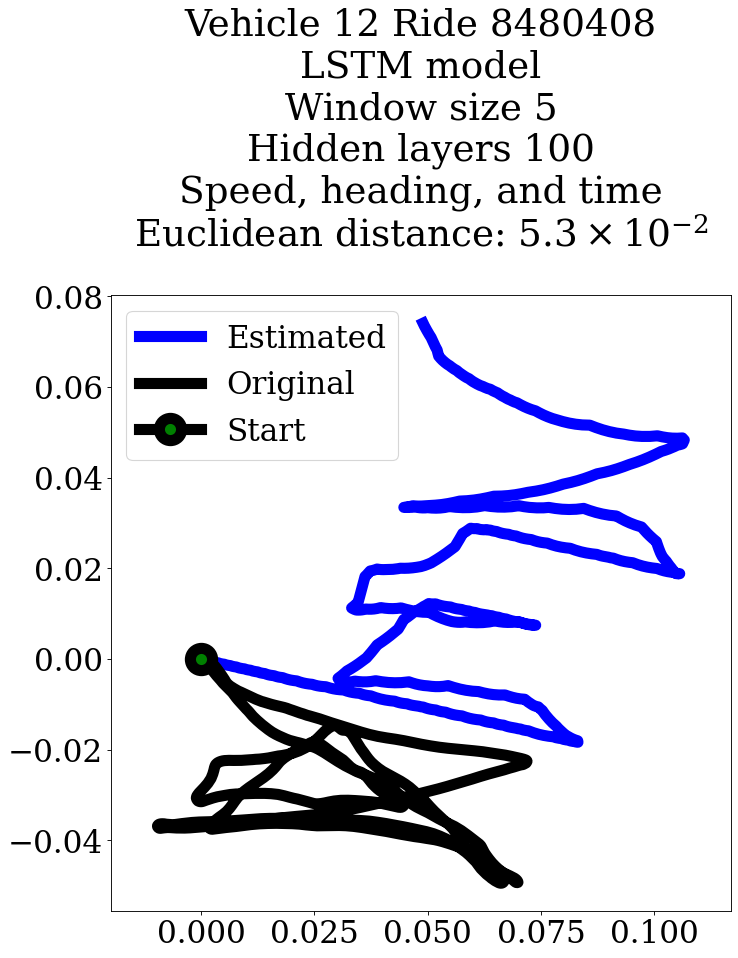 Vehicle 12 Ride 8480408
LSTM model
Window size 5
Hidden layers 100
Speed, heading, and time
Euclidean distance: 5.3 × 10⁻²
0.08
0.06
0.04
0.02
0.00
−0.02
−0.04
Estimated
Original
Start
0.000 0.025 0.050 0.075 0.100